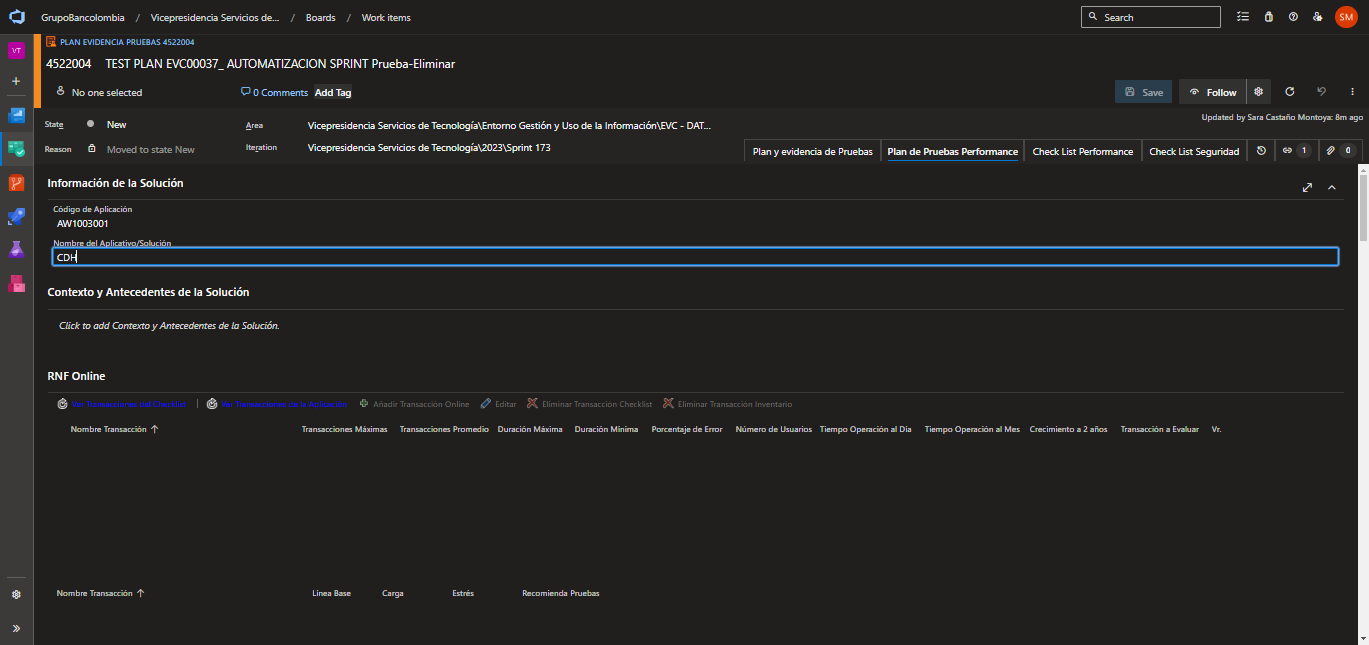 GrupoBancolombia / Vicepresidencia Servicios de... / Boards / Work items
Search
SM
VT
PLAN EVIDENCIA PRUEBAS 4522004
4522004 TEST PLAN EVC00037_ AUTOMATIZACION SPRINT Prueba-Eliminar
No one selected
0 Comments
Add Tag
Save
Follow
Updated by Sara Castaño Montoya: 8m ago
State New
Area Vicepresidencia Servicios de Tecnología\Entorno Gestión y Uso de la Información\EVC - DAT...
Reason Moved to state New
Iteration Vicepresidencia Servicios de Tecnología\2023\Sprint 173
Plan y evidencia de Pruebas
Plan de Pruebas Performance
Check List Performance
Check List Seguridad
1
0
Información de la Solución
Código de Aplicación
AW1003001
Nombre del Aplicativo/Solución
CDH
Contexto y Antecedentes de la Solución
Click to add Contexto y Antecedentes de la Solución.
RNF Online
Ver Transacciones del Checklist | Ver Transacciones de la Aplicación Añadir Transacción Online Editar Eliminar Transacción Checklist Eliminar Transacción Inventario
Nombre Transacción Transacciones Máximas Transacciones Promedio Duración Máxima Duración Mínima Porcentaje de Error Número de Usuarios Tiempo Operación al Día Tiempo Operación al Mes Crecimiento a 2 años Transacción a Evaluar Vr.
Nombre Transacción Línea Base Carga Estrés Recomienda Pruebas